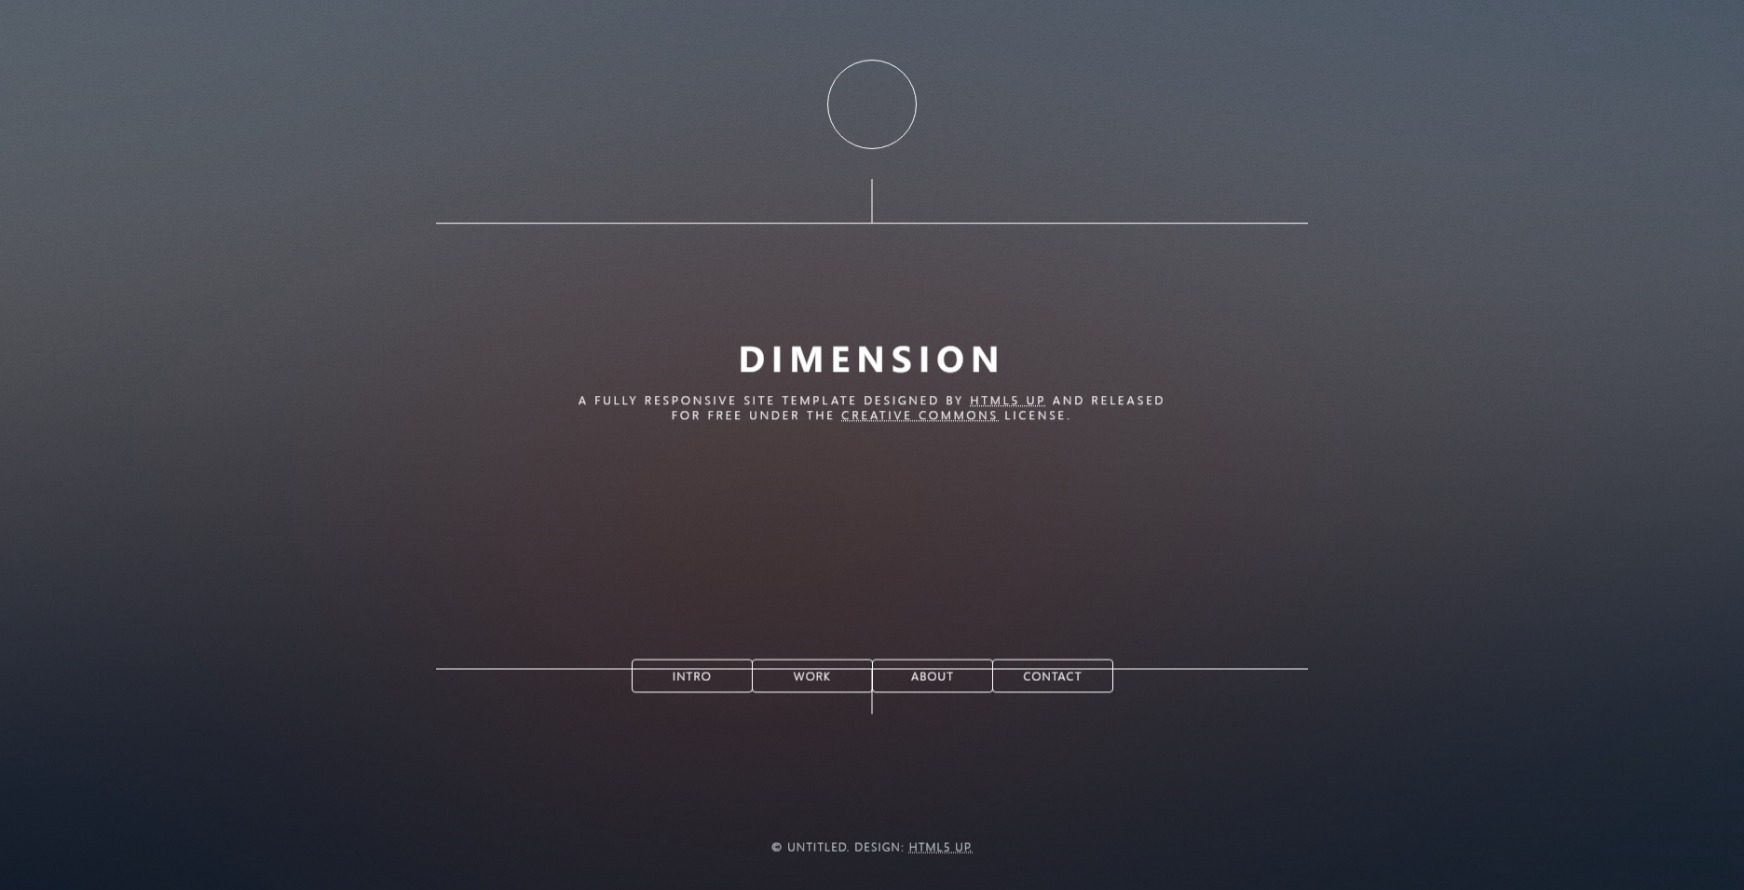 DIMENSION
A FULLY RESPONSIVE SITE TEMPLATE DESIGNED BY HTML5 UP AND RELEASED
FOR FREE UNDER THE CREATIVE COMMONS LICENSE.
INTRO WORK ABOUT CONTACT
© UNTITLED. DESIGN: HTML5 UP.